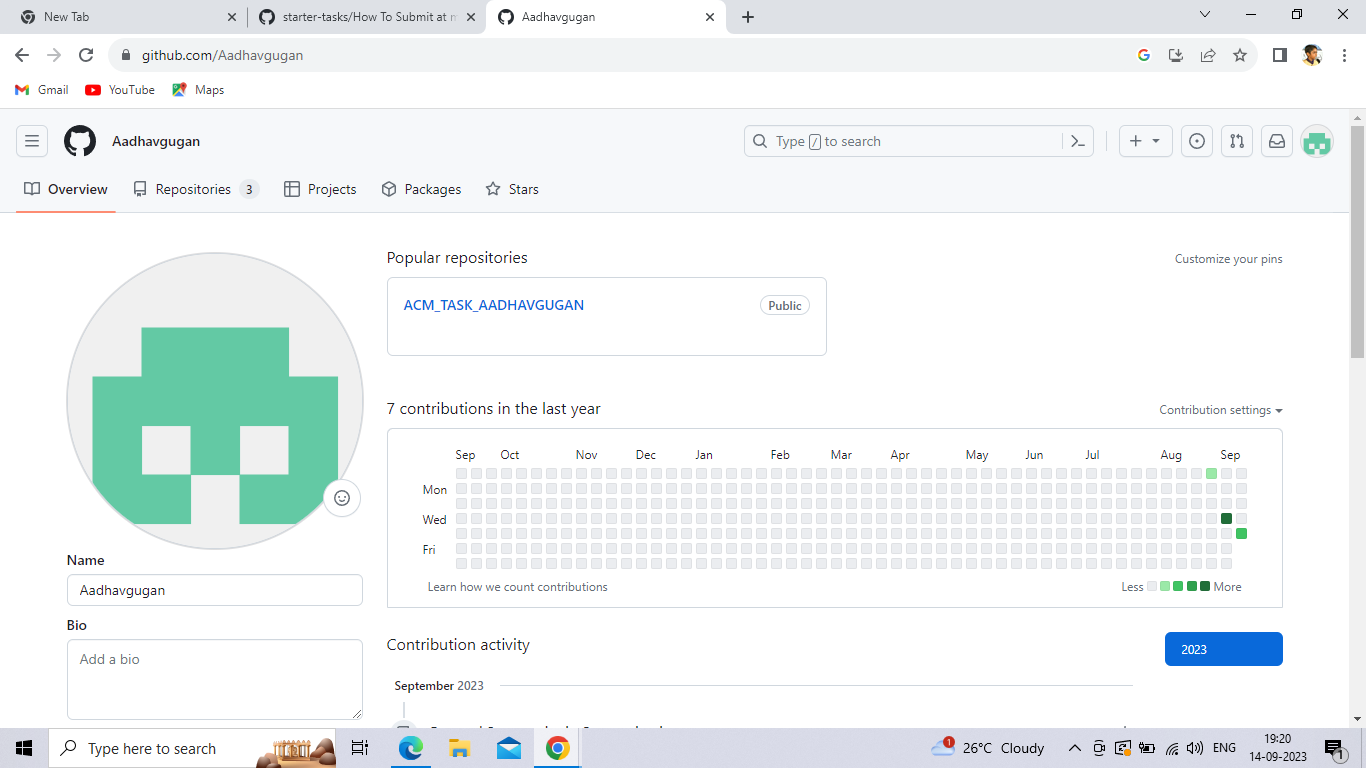 New Tab
starter-tasks/How To Submit at m
Aadhavgugan
github.com/Aadhavgugan
Gmail
YouTube
Maps
Aadhavgugan
Type / to search
Overview
Repositories 3
Projects
Packages
Stars
Popular repositories
Customize your pins
ACM_TASK_AADHAVGUGAN
Public
7 contributions in the last year
Contribution settings
Sep Oct Nov Dec Jan Feb Mar Apr May Jun Jul Aug Sep
Mon
Wed
Fri
Learn how we count contributions
Less More
Name
Aadhavgugan
Bio
Add a bio
Contribution activity
2023
September 2023
Type here to search
1
26°C Cloudy
ENG
19:20
14-09-2023
1